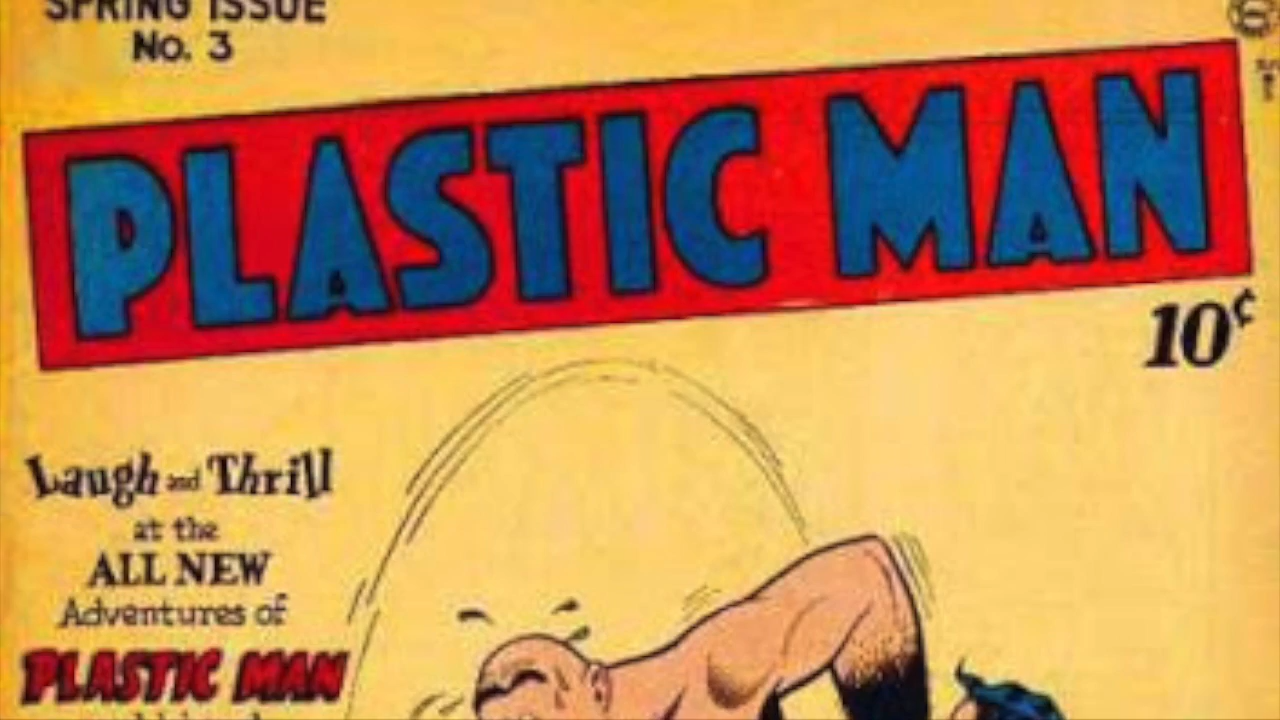 SPRING ISSUE
No. 3
PLASTIC MAN
10¢
Laugh and Thrill
at the
ALL NEW
Adventures of
PLASTIC MAN